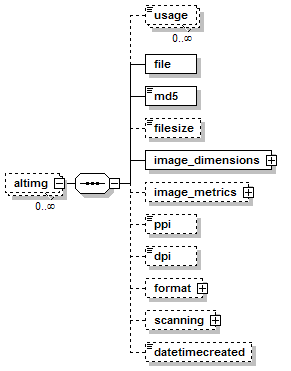 usage
0..∞
file
md5
filesize
image_dimensions
altimg
image_metrics
0..∞
ppi
dpi
format
scanning
datetimecreated